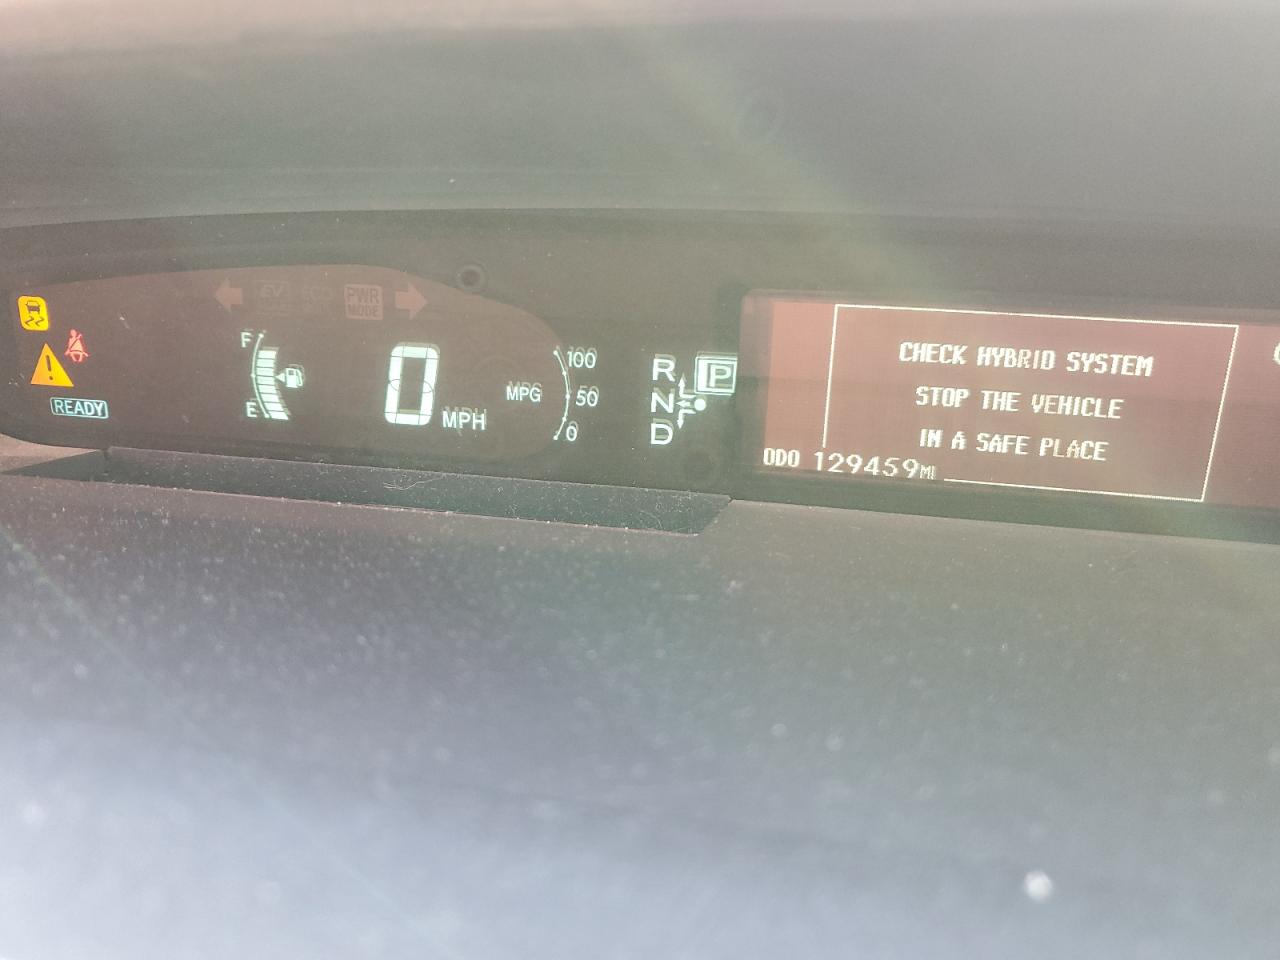 EV ECO PWR
MODE
F
E
READY
0
MPH
MPG
100
50
0
R
N
D
P
CHECK HYBRID SYSTEM
STOP THE VEHICLE
IN A SAFE PLACE
ODO 129459MI